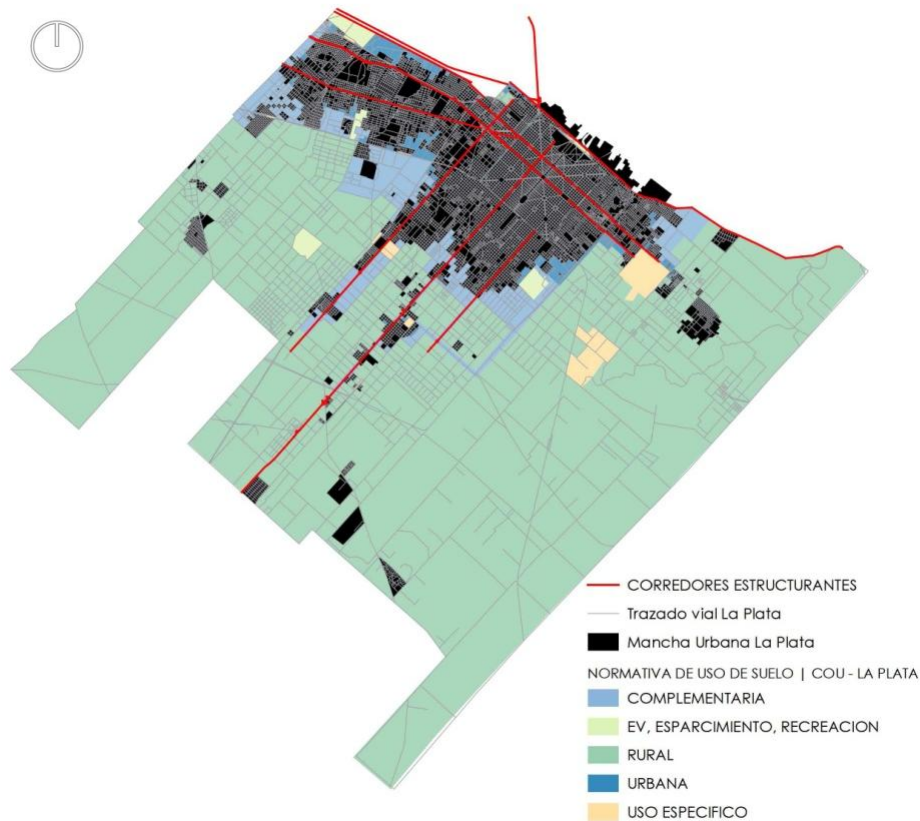 CORREDORES ESTRUCTURANTES
Trazado vial La Plata
Mancha Urbana La Plata
NORMATIVA DE USO DE SUELO | COU - LA PLATA
COMPLEMENTARIA
EV, ESPARCIMIENTO, RECREACION
RURAL
URBANA
USO ESPECIFICO